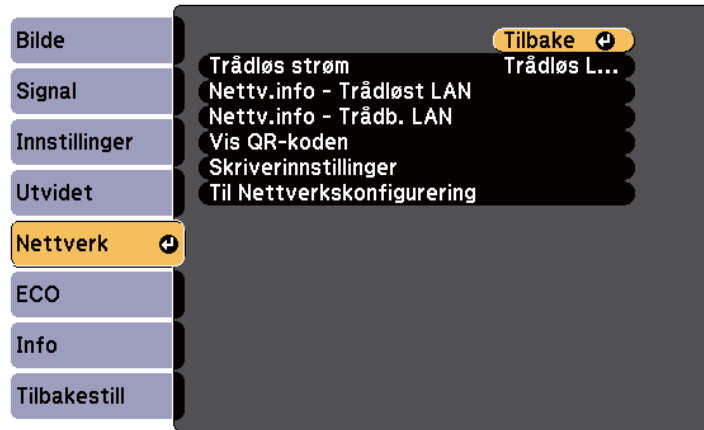 Bilde
Signal
Innstillinger
Utvidet
Nettverk
ECO
Info
Tilbakestill
Tilbake
Trådløs strøm Trådløs L...
Nettv.info - Trådløst LAN
Nettv.info - Trådb. LAN
Vis QR-koden
Skriverinnstillinger
Til Nettverkskonfigurering